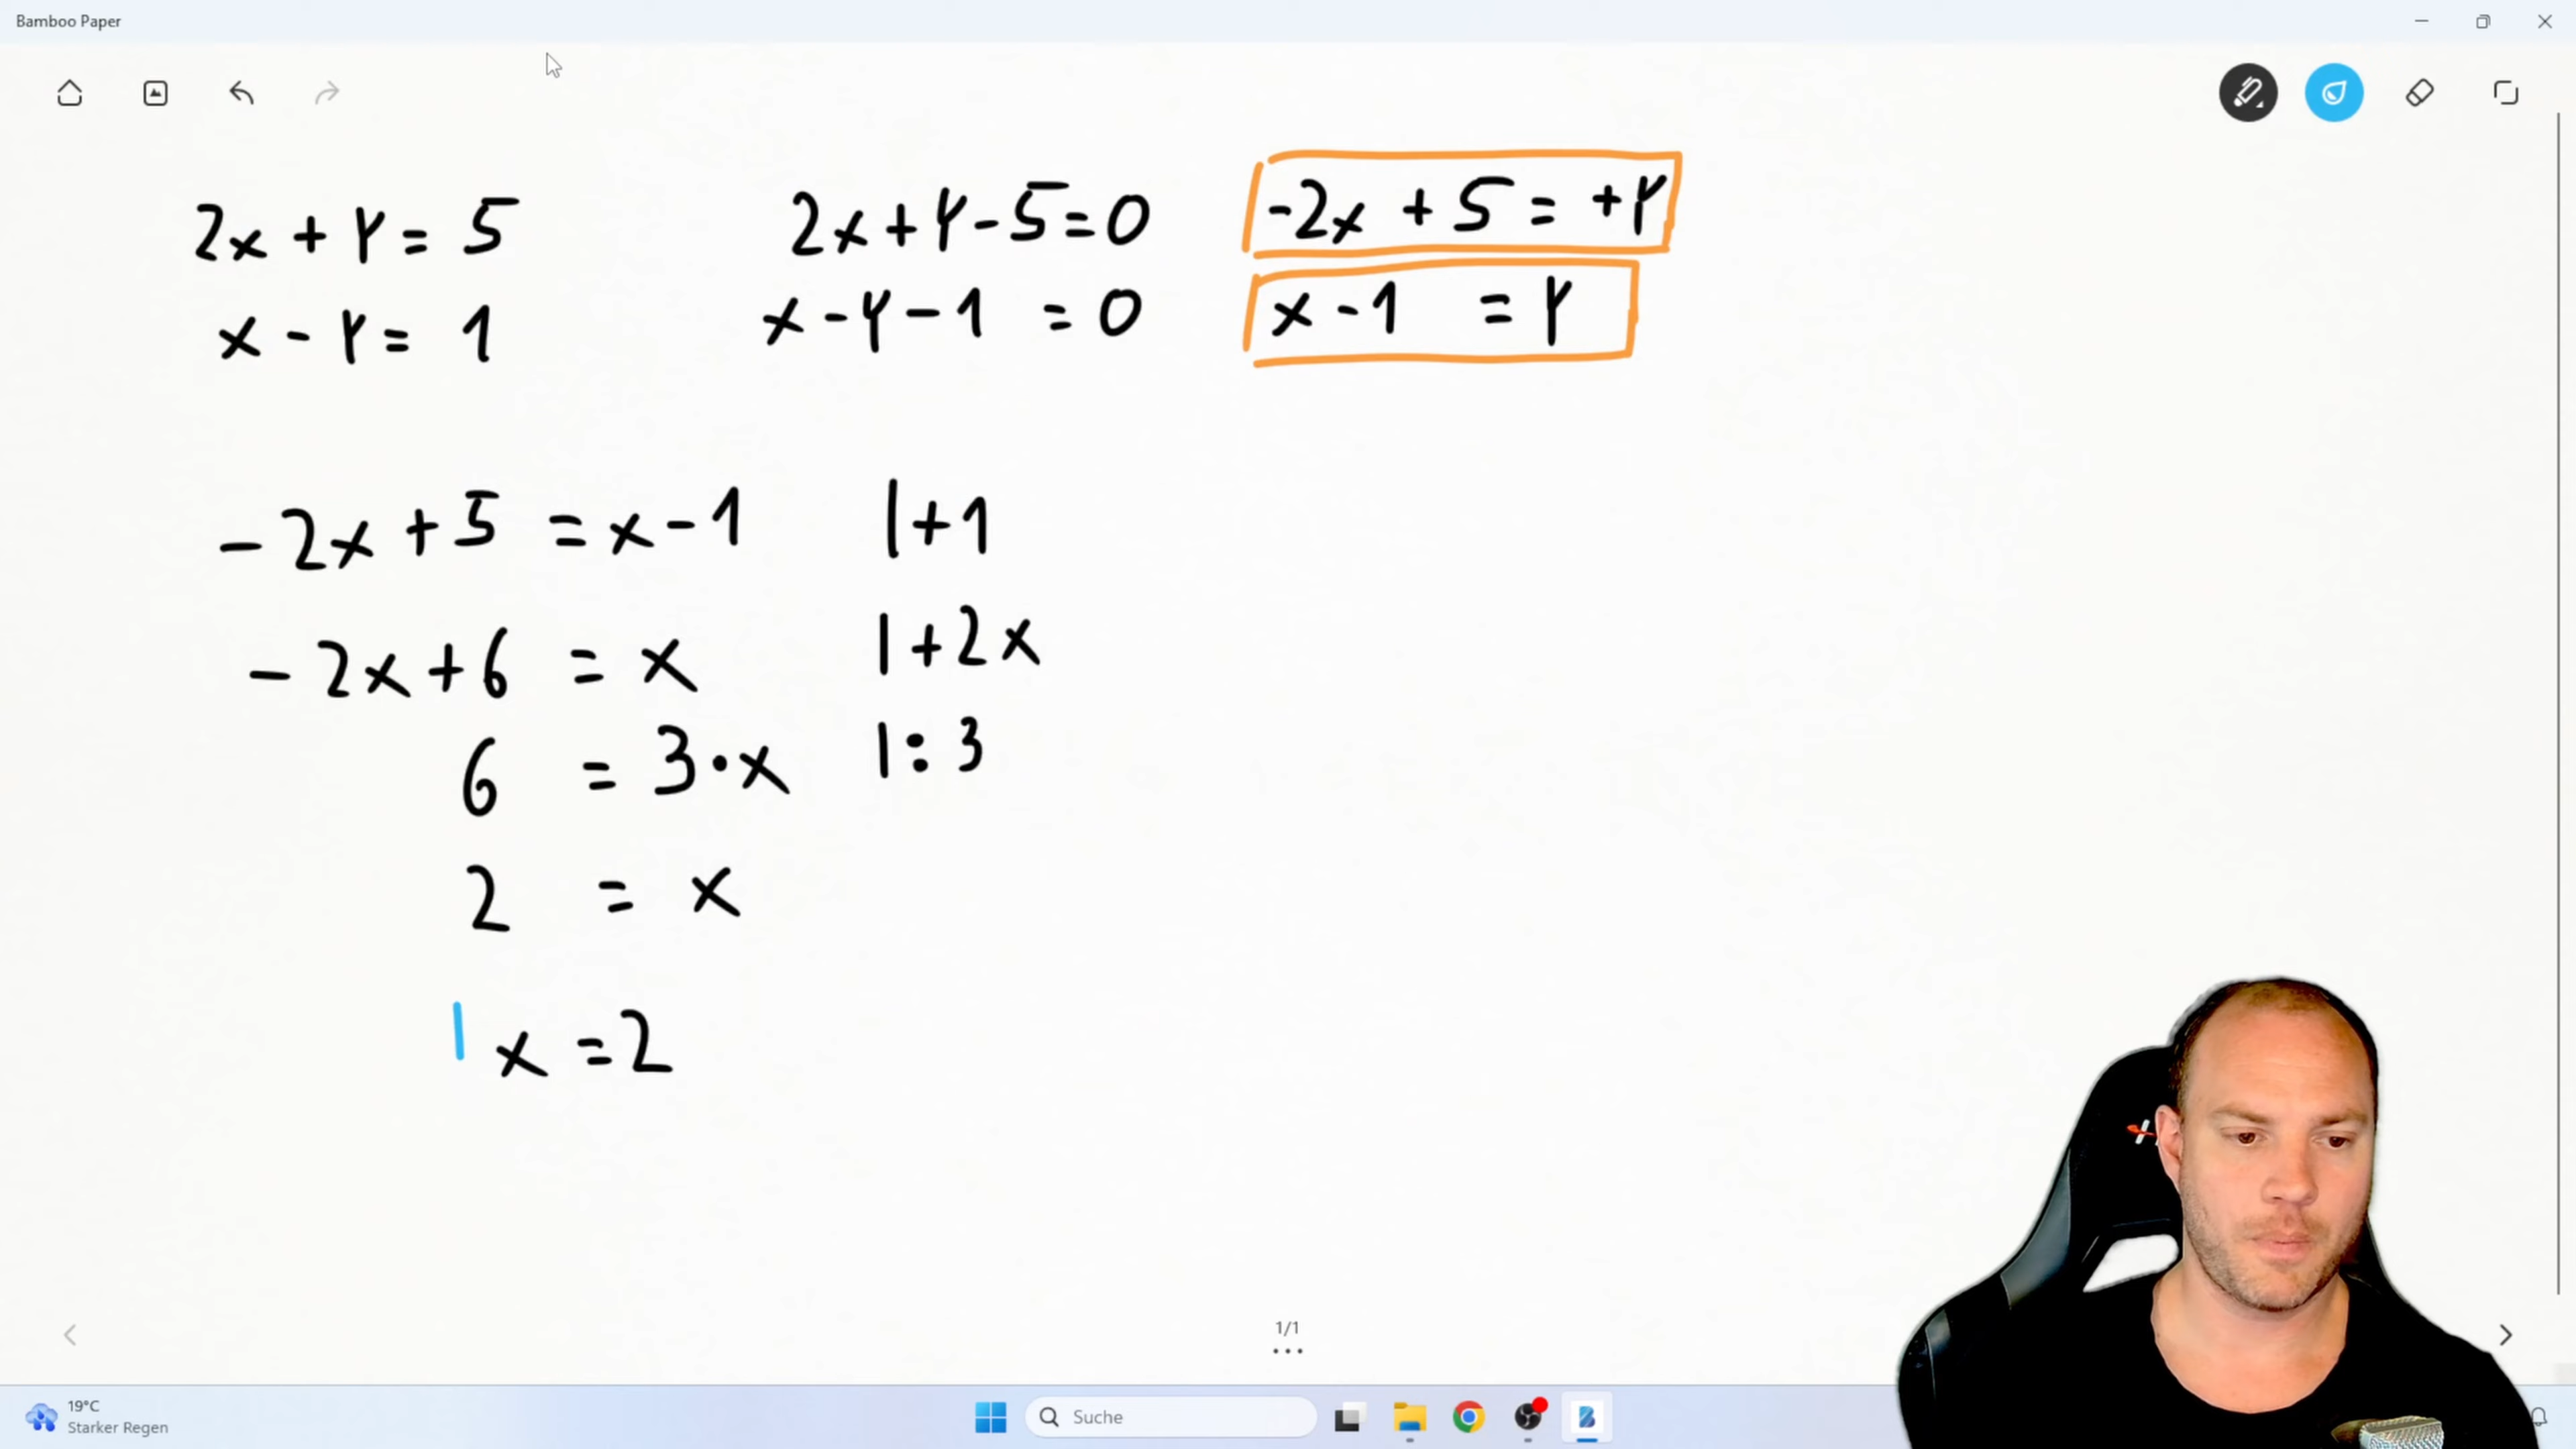 Bamboo Paper
2x + y = 5
x - y = 1
2x + y - 5 = 0
x - y - 1 = 0
-2x + 5 = +y
x - 1 = y
- 2x + 5 = x - 1 | + 1
- 2x + 6 = x | + 2x
6 = 3 · x | : 3
2 = x
| x = 2
1/1
19°C
Starker Regen
Suche